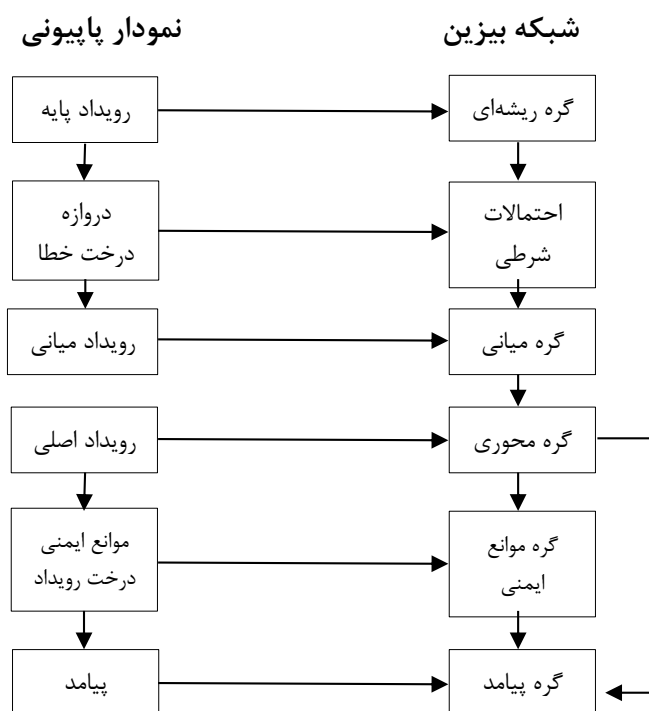 شبکه بیزین
نمودار پاپیونی
گره ریشه‌ای
رویداد پایه
احتمالات
شرطی
دروازه
درخت خطا
گره میانی
رویداد میانی
گره محوری
رویداد اصلی
گره موانع
ایمنی
موانع ایمنی
درخت رویداد
گره پیامد
پیامد